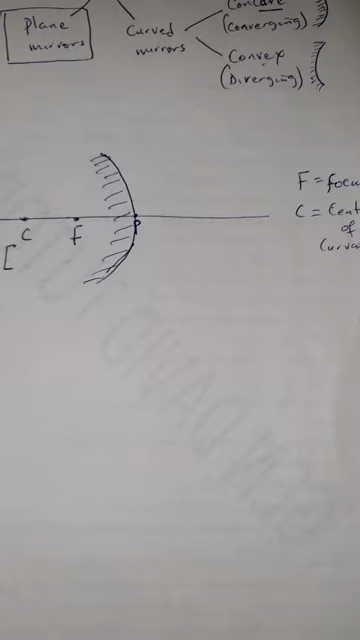 Concave
Plane
mirrors
Curved
mirrors
(converging)
Convex
(Diverging)
F = focu
C = Cent
of
Curva
C
F
P